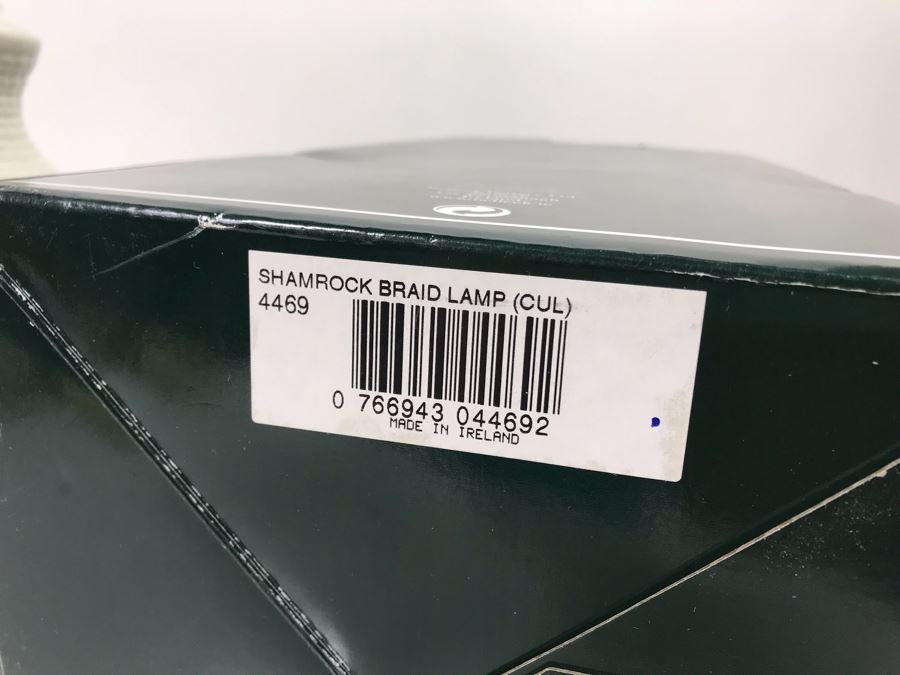 SHAMROCK BRAID LAMP (CUL)
4469
0 766943 044692
MADE IN IRELAND